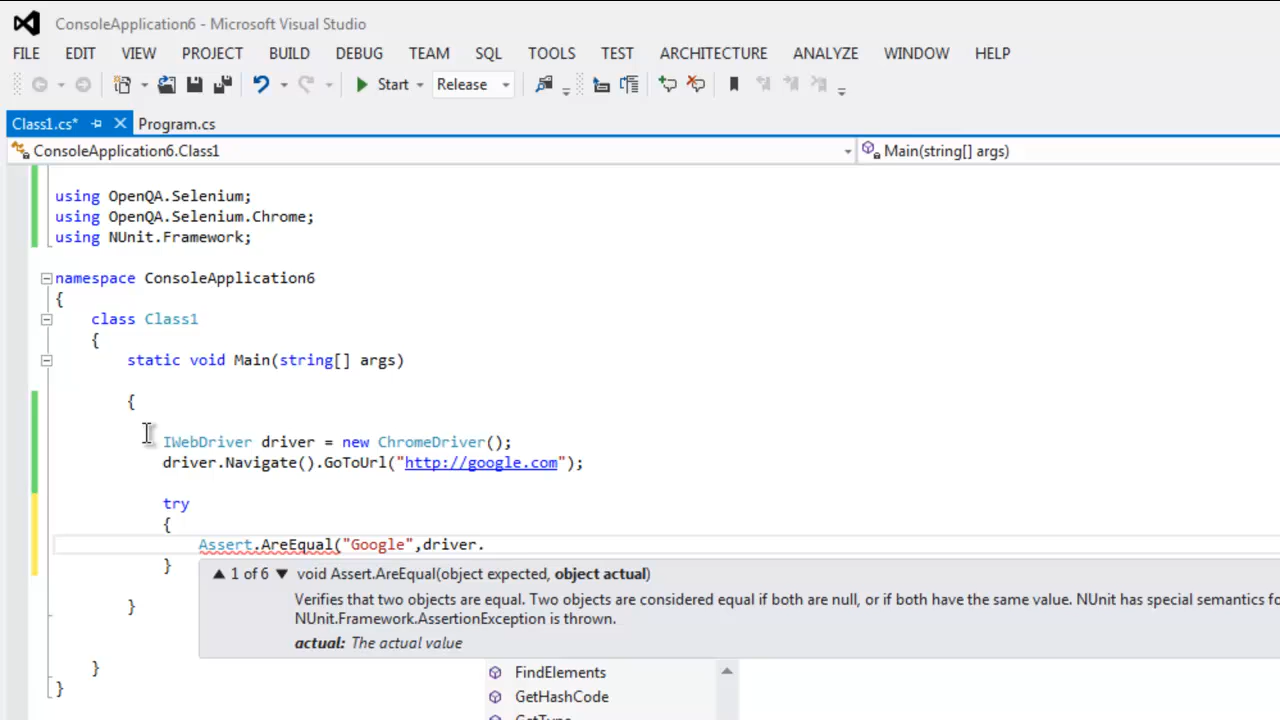 ConsoleApplication6 - Microsoft Visual Studio
FILE EDIT VIEW PROJECT BUILD DEBUG TEAM SQL TOOLS TEST ARCHITECTURE ANALYZE WINDOW HELP
Start Release
Class1.cs* Program.cs
ConsoleApplication6.Class1 Main(string[] args)
using OpenQA.Selenium;
using OpenQA.Selenium.Chrome;
using NUnit.Framework;
namespace ConsoleApplication6
{
class Class1
{
static void Main(string[] args)
{
IWebDriver driver = new ChromeDriver();
driver.Navigate().GoToUrl("http://google.com");
try
{
Assert.AreEqual("Google",driver.
}
▲ 1 of 6 ▼ void Assert.AreEqual(object expected, object actual)
Verifies that two objects are equal. Two objects are considered equal if both are null, or if both have the same value. NUnit has special semantics fo
NUnit.Framework.AssertionException is thrown.
actual: The actual value
}
FindElements
}
GetHashCode
}
GetType